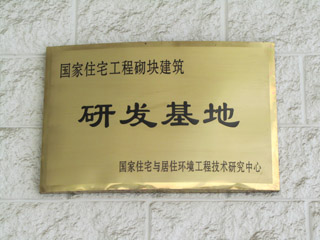 国家住宅工程砌块建筑
研发基地
国家住宅与居住环境工程技术研究中心